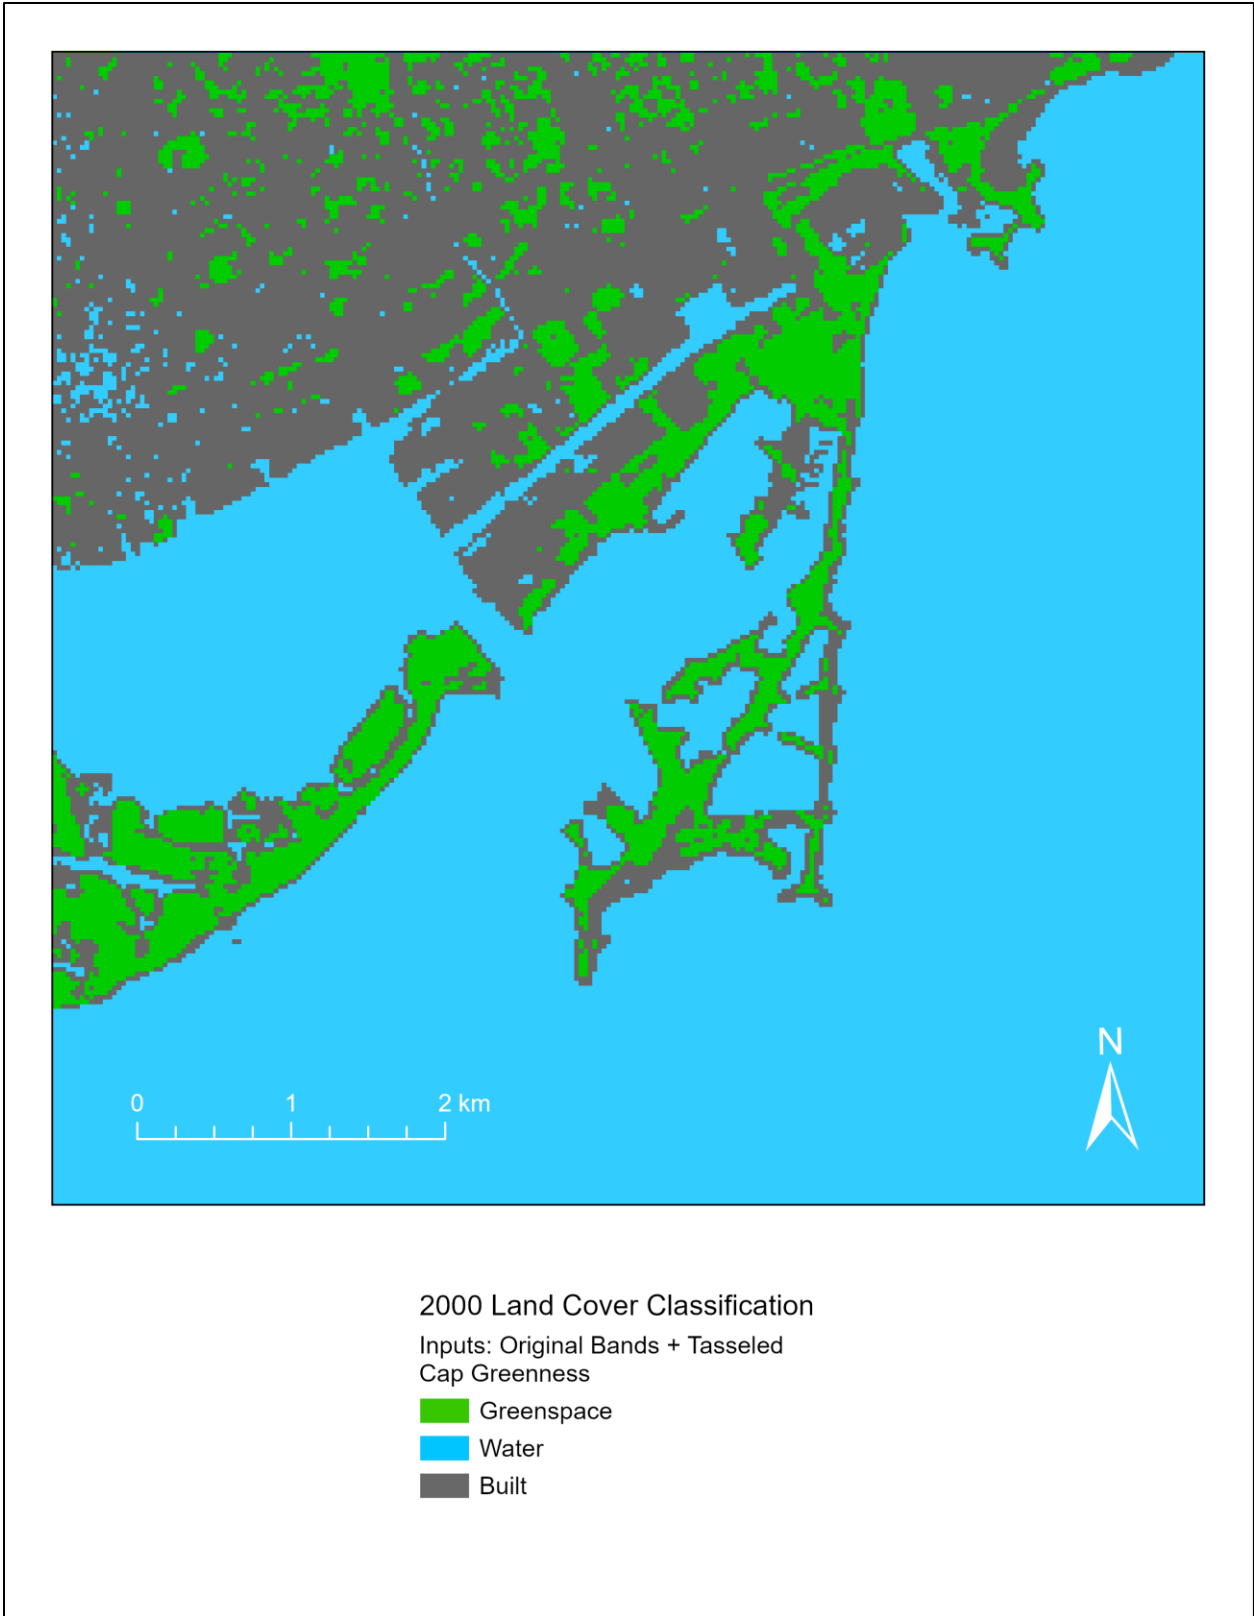 N
0 1 2 km
2000 Land Cover Classification
Inputs: Original Bands + Tasseled
Cap Greenness
Greenspace
Water
Built